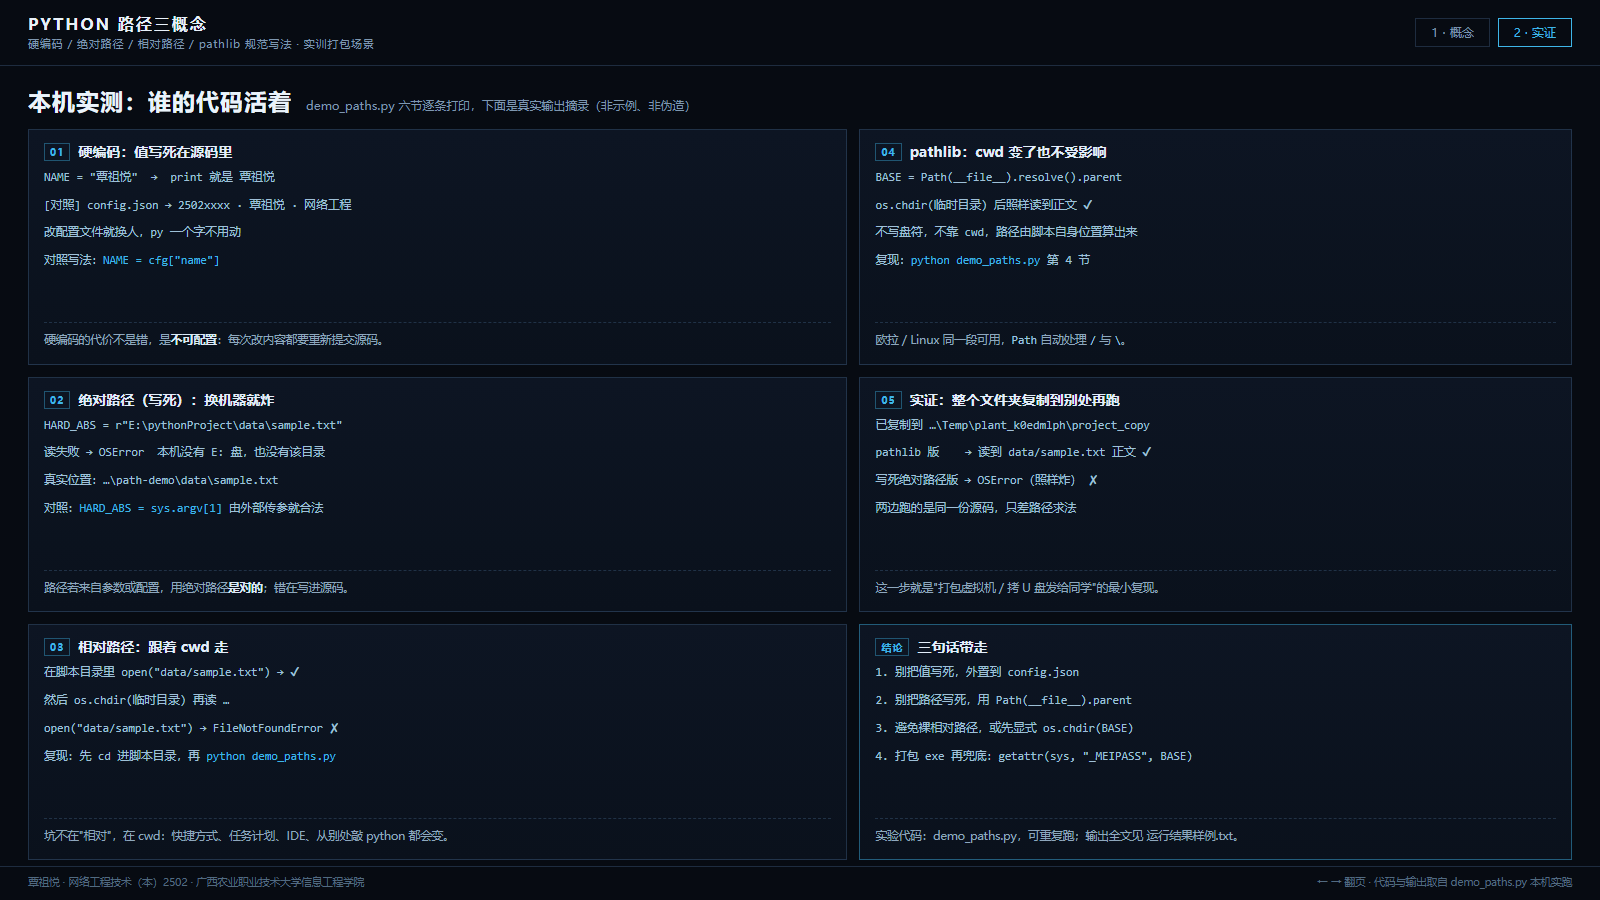 PYTHON 路径三概念
硬编码 / 绝对路径 / 相对路径 / pathlib 规范写法 · 实训打包场景
1 · 概念
2 · 实证
本机实测：谁的代码活着
demo_paths.py 六节逐条打印，下面是真实输出摘录（非示例、非伪造）
01 硬编码：值写死在源码里
NAME = "覃祖悦" → print 就是 覃祖悦
[对照] config.json → 2502xxxx · 覃祖悦 · 网络工程
改配置文件就换人，py 一个字不用动
对照写法：NAME = cfg["name"]
硬编码的代价不是错，是不可配置：每次改内容都要重新提交源码。
04 pathlib：cwd 变了也不受影响
BASE = Path(__file__).resolve().parent
os.chdir(临时目录) 后照样读到正文 ✓
不写盘符，不靠 cwd，路径由脚本自身位置算出来
复现：python demo_paths.py 第 4 节
欧拉 / Linux 同一段可用，Path 自动处理 / 与 \。
02 绝对路径（写死）：换机器就炸
HARD_ABS = r"E:\pythonProject\data\sample.txt"
读失败 → OSError 本机没有 E: 盘，也没有该目录
真实位置：…\path-demo\data\sample.txt
对照：HARD_ABS = sys.argv[1] 由外部传参就合法
路径若来自参数或配置，用绝对路径是对的；错在写进源码。
05 实证：整个文件夹复制到别处再跑
已复制到 …\Temp\plant_k0edmlph\project_copy
pathlib 版 → 读到 data/sample.txt 正文 ✓
写死绝对路径版 → OSError（照样炸） ✗
两边跑的是同一份源码，只差路径求法
这一步就是"打包虚拟机 / 拷 U 盘发给同学"的最小复现。
03 相对路径：跟着 cwd 走
在脚本目录里 open("data/sample.txt") → ✓
然后 os.chdir(临时目录) 再读 …
open("data/sample.txt") → FileNotFoundError ✗
复现：先 cd 进脚本目录，再 python demo_paths.py
坑不在"相对"，在 cwd：快捷方式、任务计划、IDE、从别处敲 python 都会变。
结论 三句话带走
1. 别把值写死，外置到 config.json
2. 别把路径写死，用 Path(__file__).parent
3. 避免裸相对路径，或先显式 os.chdir(BASE)
4. 打包 exe 再兜底：getattr(sys, "_MEIPASS", BASE)
实验代码：demo_paths.py，可重复跑；输出全文见 运行结果样例.txt。
覃祖悦 · 网络工程技术（本）2502 · 广西农业职业技术大学信息工程学院
← → 翻页 · 代码与输出取自 demo_paths.py 本机实跑